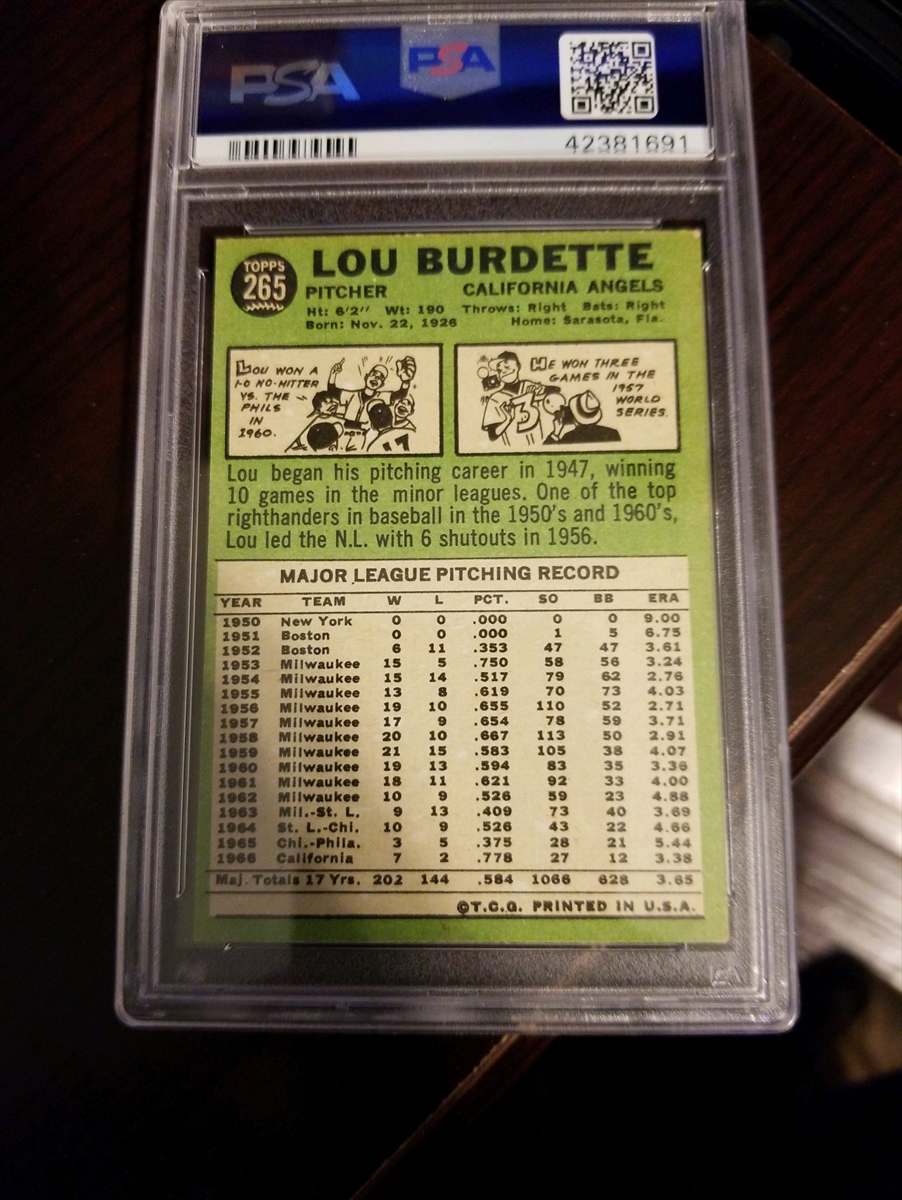 PSA PSA
42381691
TOPPS
265
LOU BURDETTE
PITCHER CALIFORNIA ANGELS
Ht: 6'2" Wt: 190 Throws: Right Bats: Right
Born: Nov. 22, 1926 Home: Sarasota, Fla.
LOU WON A
1-0 NO-HITTER
VS. THE
PHILS
IN
1960.
17
HE WON THREE
GAMES IN THE
1957
WORLD
SERIES.
3
Lou began his pitching career in 1947, winning
10 games in the minor leagues. One of the top
righthanders in baseball in the 1950's and 1960's,
Lou led the N.L. with 6 shutouts in 1956.
MAJOR LEAGUE PITCHING RECORD
YEAR TEAM W L PCT. SO BB ERA
1950 New York 0 0 .000 0 0 9.00
1951 Boston 0 0 .000 1 5 6.75
1952 Boston 6 11 .353 47 47 3.61
1953 Milwaukee 15 5 .750 58 56 3.24
1954 Milwaukee 15 14 .517 79 62 2.76
1955 Milwaukee 13 8 .619 70 73 4.03
1956 Milwaukee 19 10 .655 110 52 2.71
1957 Milwaukee 17 9 .654 78 59 3.71
1958 Milwaukee 20 10 .667 113 50 2.91
1959 Milwaukee 21 15 .583 105 38 4.07
1960 Milwaukee 19 13 .594 83 35 3.36
1961 Milwaukee 18 11 .621 92 33 4.00
1962 Milwaukee 10 9 .526 59 23 4.88
1963 Mil.-St. L. 9 13 .409 73 40 3.69
1964 St. L.-Chi. 10 9 .526 43 22 4.66
1965 Chi.-Phila. 3 5 .375 28 21 5.44
1966 California 7 2 .778 27 12 3.38
Maj. Totals 17 Yrs. 202 144 .584 1066 628 3.65
©T.C.G. PRINTED IN U.S.A.